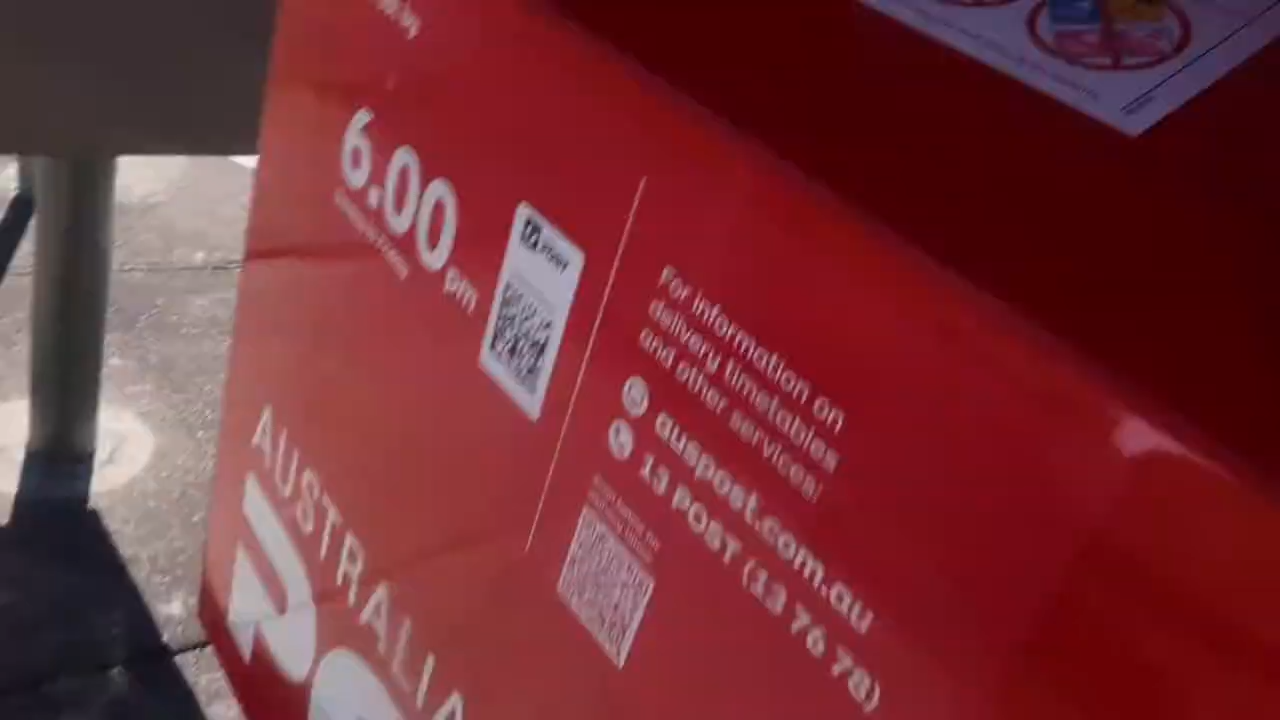 6.00 pm
POST
For information on
delivery timetables
and other services:
auspost.com.au
13 POST (13 76 78)
AUSTRALIA